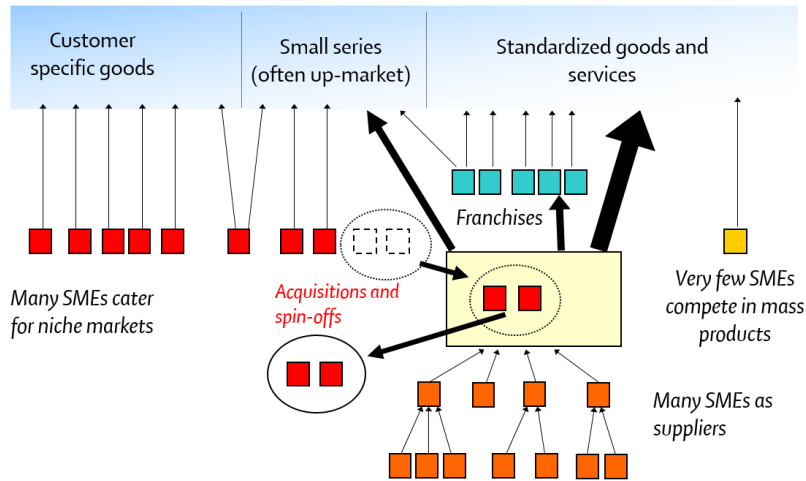 Customer
specific goods
Small series
(often up-market)
Standardized goods and
services
Franchises
Many SMEs cater
for niche markets
Acquisitions and
spin-offs
Very few SMEs
compete in mass
products
Many SMEs as
suppliers